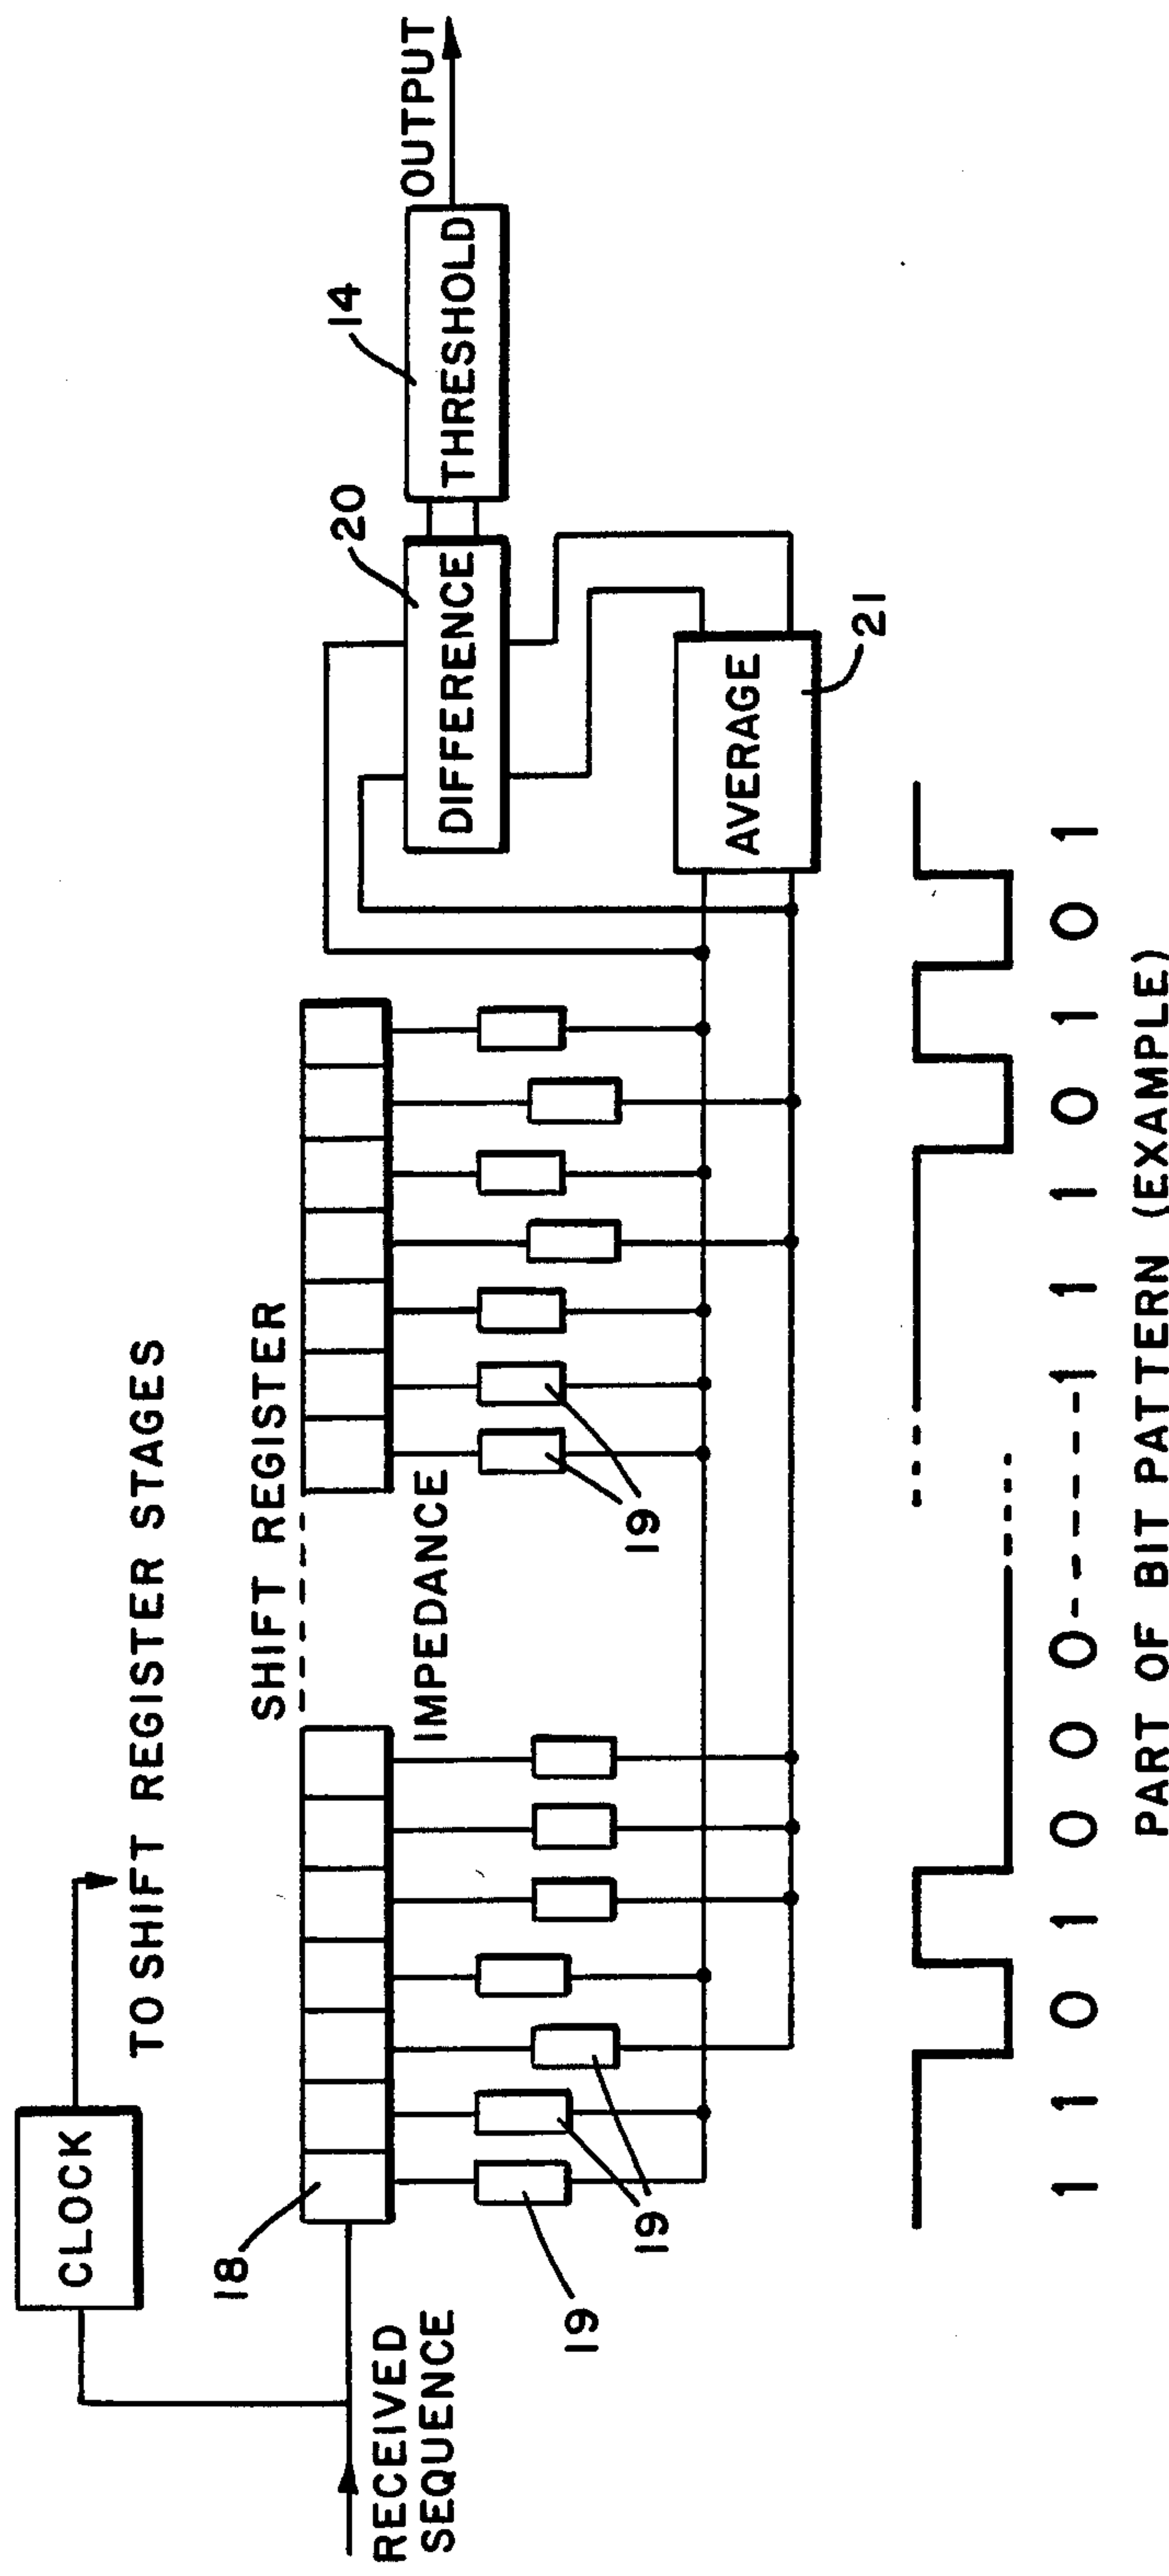 CLOCK
TO SHIFT REGISTER STAGES
RECEIVED
SEQUENCE
18
SHIFT REGISTER
IMPEDANCE
19
19
19
DIFFERENCE
20
THRESHOLD
14
OUTPUT
AVERAGE
21
1 1 0 1 0 0 0-----1 1 1 0 1 0 1
PART OF BIT PATTERN (EXAMPLE)